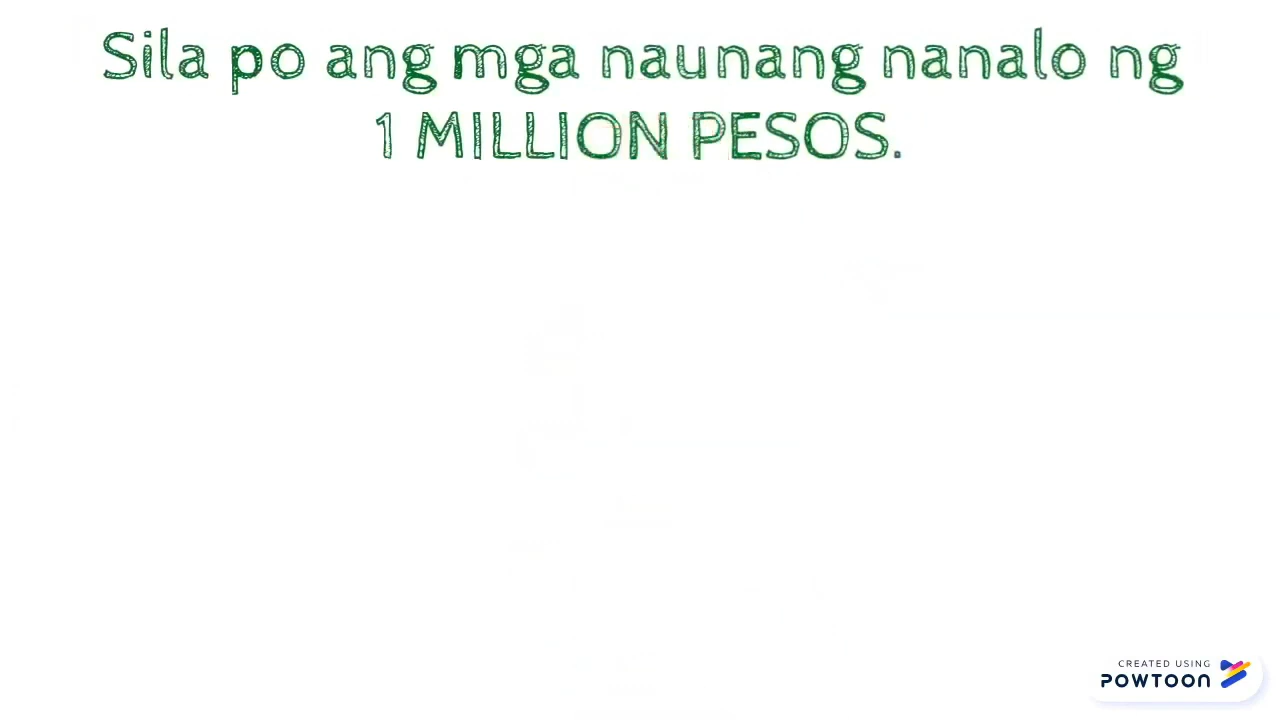 Sila po ang mga naunang nanalo ng
1 MILLION PESOS.
CREATED USING
POWTOON